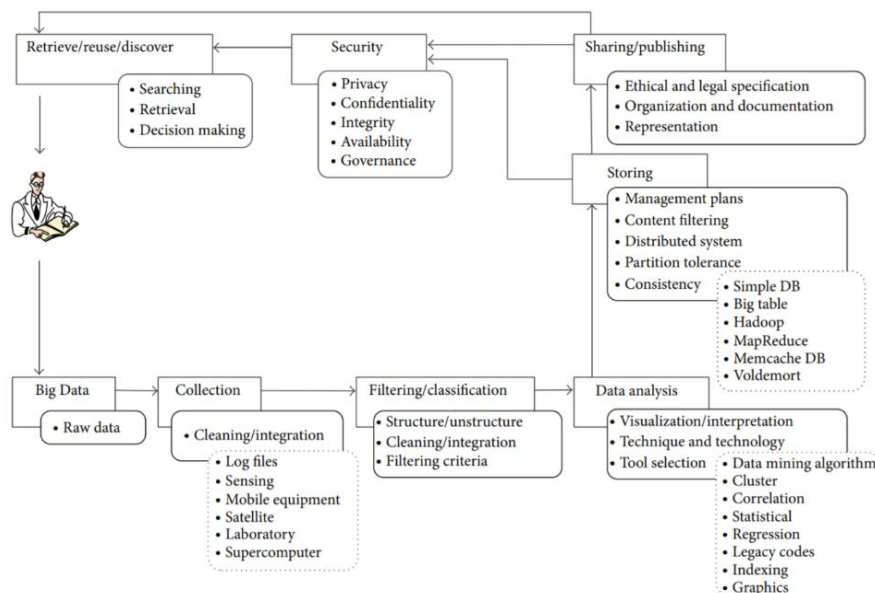 Retrieve/reuse/discover
• Searching
• Retrieval
• Decision making
Security
• Privacy
• Confidentiality
• Integrity
• Availability
• Governance
Sharing/publishing
• Ethical and legal specification
• Organization and documentation
• Representation
Storing
• Management plans
• Content filtering
• Distributed system
• Partition tolerance
• Consistency
• Simple DB
• Big table
• Hadoop
• MapReduce
• Memcache DB
• Voldemort
Big Data
• Raw data
Collection
• Cleaning/integration
• Log files
• Sensing
• Mobile equipment
• Satellite
• Laboratory
• Supercomputer
Filtering/classification
• Structure/unstructure
• Cleaning/integration
• Filtering criteria
Data analysis
• Visualization/interpretation
• Technique and technology
• Tool selection
• Data mining algorithm
• Cluster
• Correlation
• Statistical
• Regression
• Legacy codes
• Indexing
• Graphics